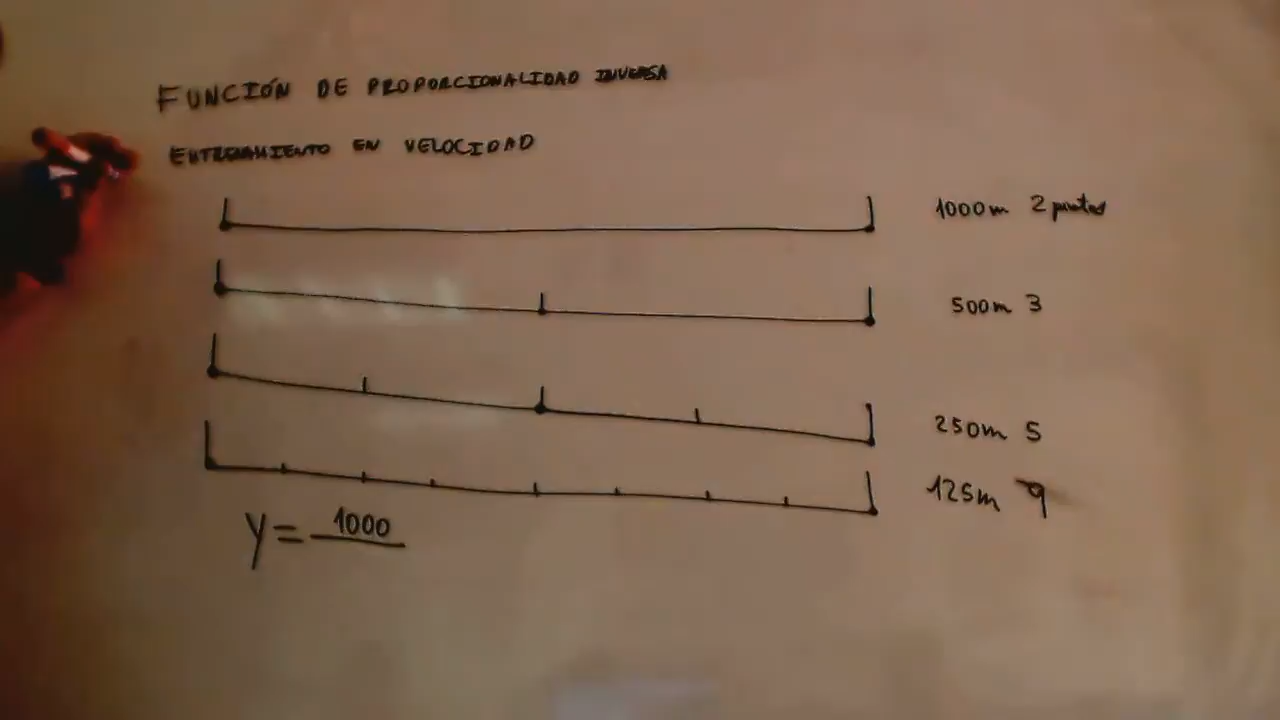 FUNCIÓN DE PROPORCIONALIDAD INVERSA
ENTRENAMIENTO EN VELOCIDAD
1000m 2 puntos
500m 3
250m 5
125m 9
y = 1000